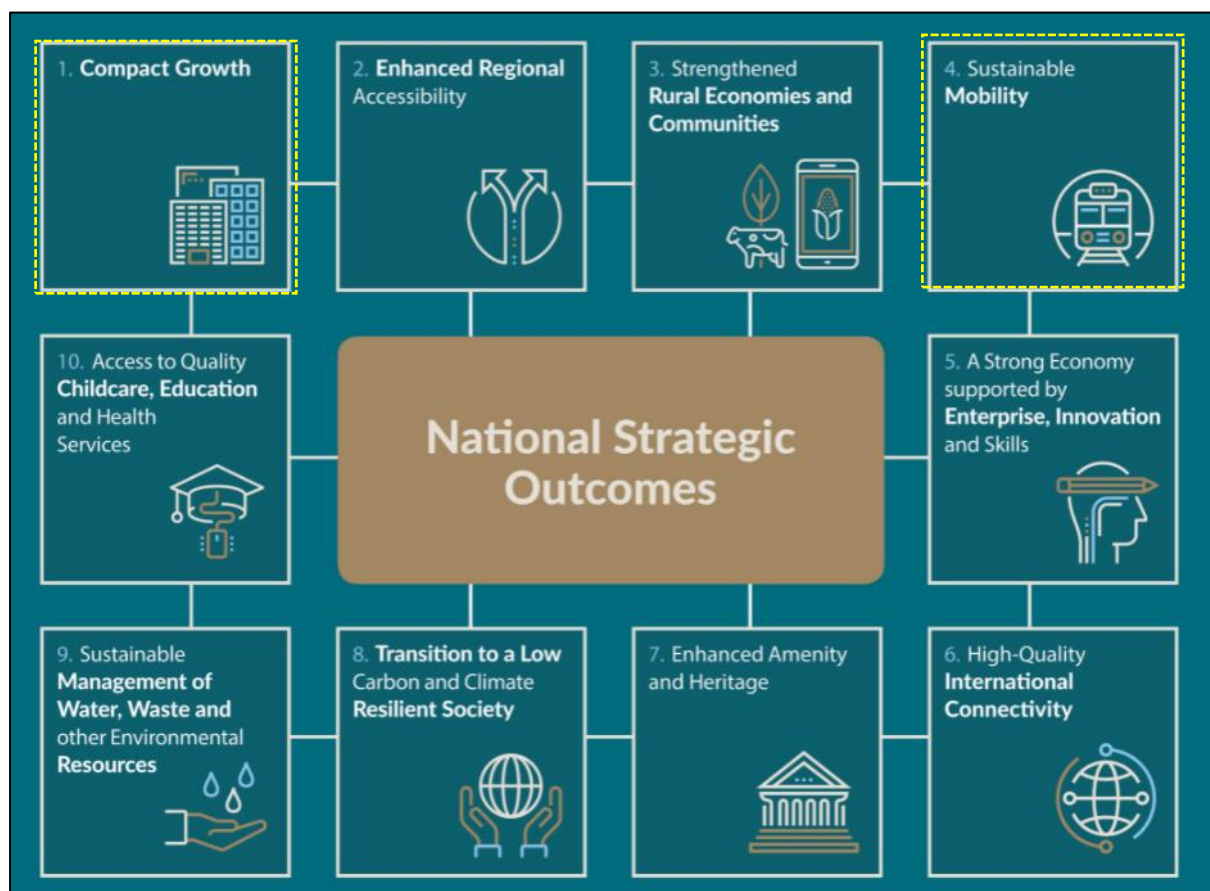 1. Compact Growth
2. Enhanced Regional
Accessibility
3. Strengthened
Rural Economies and
Communities
4. Sustainable
Mobility
10. Access to Quality
Childcare, Education
and Health
Services
National Strategic
Outcomes
5. A Strong Economy
supported by
Enterprise, Innovation
and Skills
9. Sustainable
Management of
Water, Waste and
other Environmental
Resources
8. Transition to a Low
Carbon and Climate
Resilient Society
7. Enhanced Amenity
and Heritage
6. High-Quality
International
Connectivity